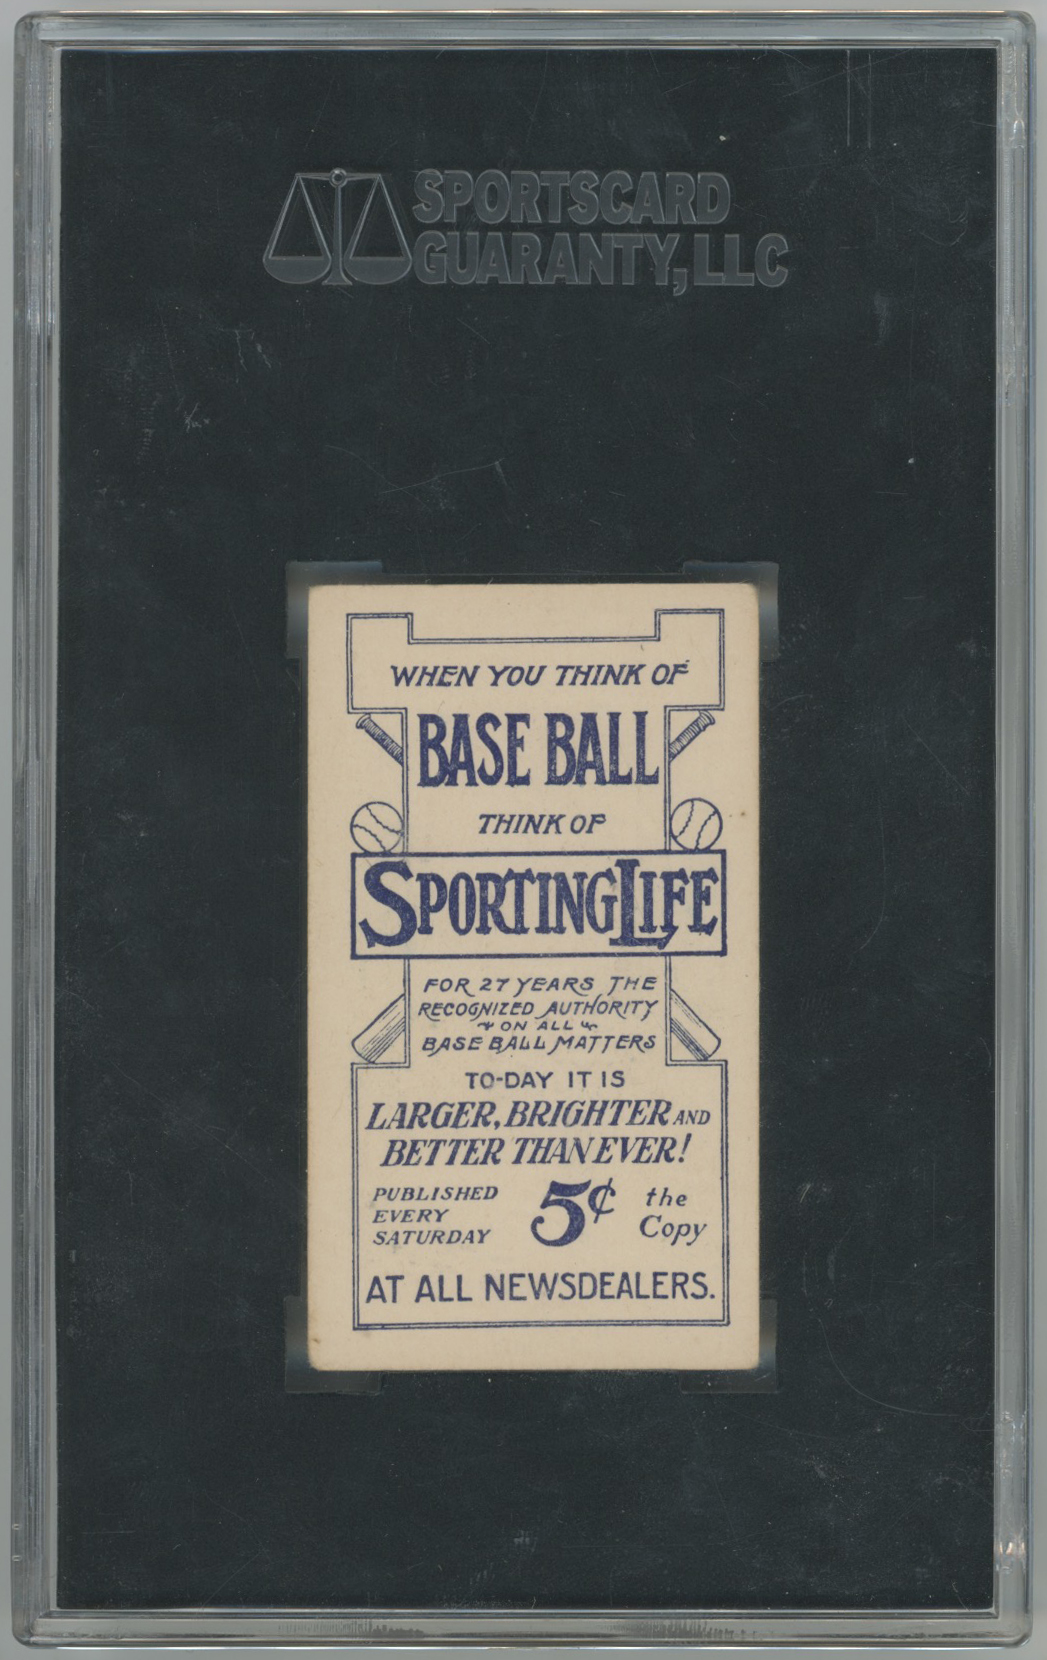 SPORTSCARD
GUARANTY, LLC
WHEN YOU THINK OF
BASE BALL
THINK OF
SPORTING LIFE
FOR 27 YEARS THE
RECOGNIZED AUTHORITY
ON ALL
BASE BALL MATTERS
TO-DAY IT IS
LARGER, BRIGHTER AND
BETTER THAN EVER!
PUBLISHED
EVERY
SATURDAY
5¢
the
Copy
AT ALL NEWSDEALERS.